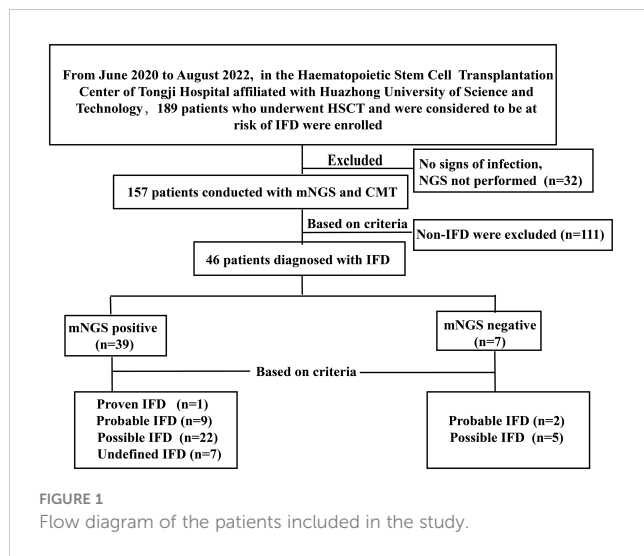 From June 2020 to August 2022, in the Haematopoietic Stem Cell Transplantation
Center of Tongji Hospital affiliated with Huazhong University of Science and
Technology, 189 patients who underwent HSCT and were considered to be at
risk of IFD were enrolled
Excluded
No signs of infection,
NGS not performed (n=32)
157 patients conducted with mNGS and CMT
Based on criteria
Non-IFD were excluded (n=111)
46 patients diagnosed with IFD
mNGS positive
(n=39)
mNGS negative
(n=7)
Based on criteria
Proven IFD (n=1)
Probable IFD (n=9)
Possible IFD (n=22)
Undefined IFD (n=7)
Probable IFD (n=2)
Possible IFD (n=5)
FIGURE 1
Flow diagram of the patients included in the study.